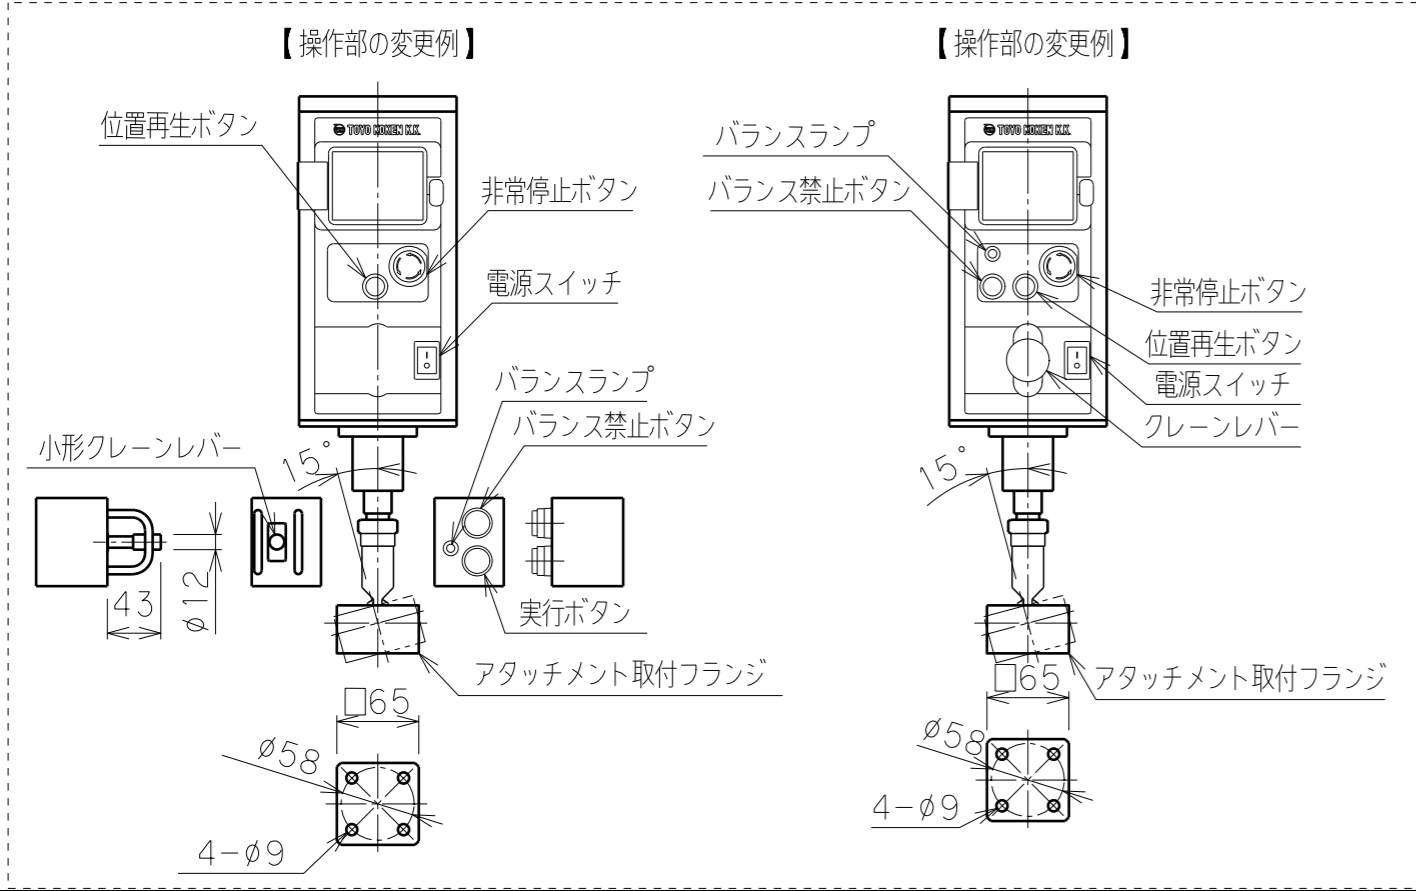 【操作部の変更例】
TOYO KOKEN K.K.
位置再生ボタン
非常停止ボタン
電源スイッチ
バランスランプ
バランス禁止ボタン
小形クレーンレバー
15°
43
φ12
実行ボタン
アタッチメント取付フランジ
□65
φ58
4-φ9
【操作部の変更例】
TOYO KOKEN K.K.
バランスランプ
バランス禁止ボタン
非常停止ボタン
位置再生ボタン
電源スイッチ
クレーンレバー
15°
アタッチメント取付フランジ
□65
φ58
4-φ9